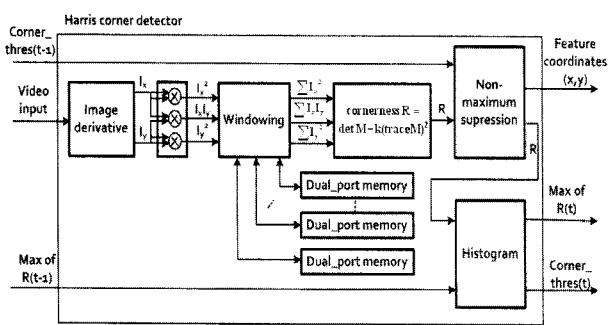 Harris corner detector
Corner_
thres(t-1)
Video
input
Image
derivative
Ix
Iy
Ix²
IxIy
Iy²
Windowing
∑Ix²
∑IxIy
∑Iy²
cornerness R =
det M-k(traceM)²
R
Non-
maximum
supression
Feature
coordinates
(x,y)
R
Dual_port memory
Dual_port memory
Dual_port memory
Histogram
Max of
R(t)
Max of
R(t-1)
Corner_
thres(t)